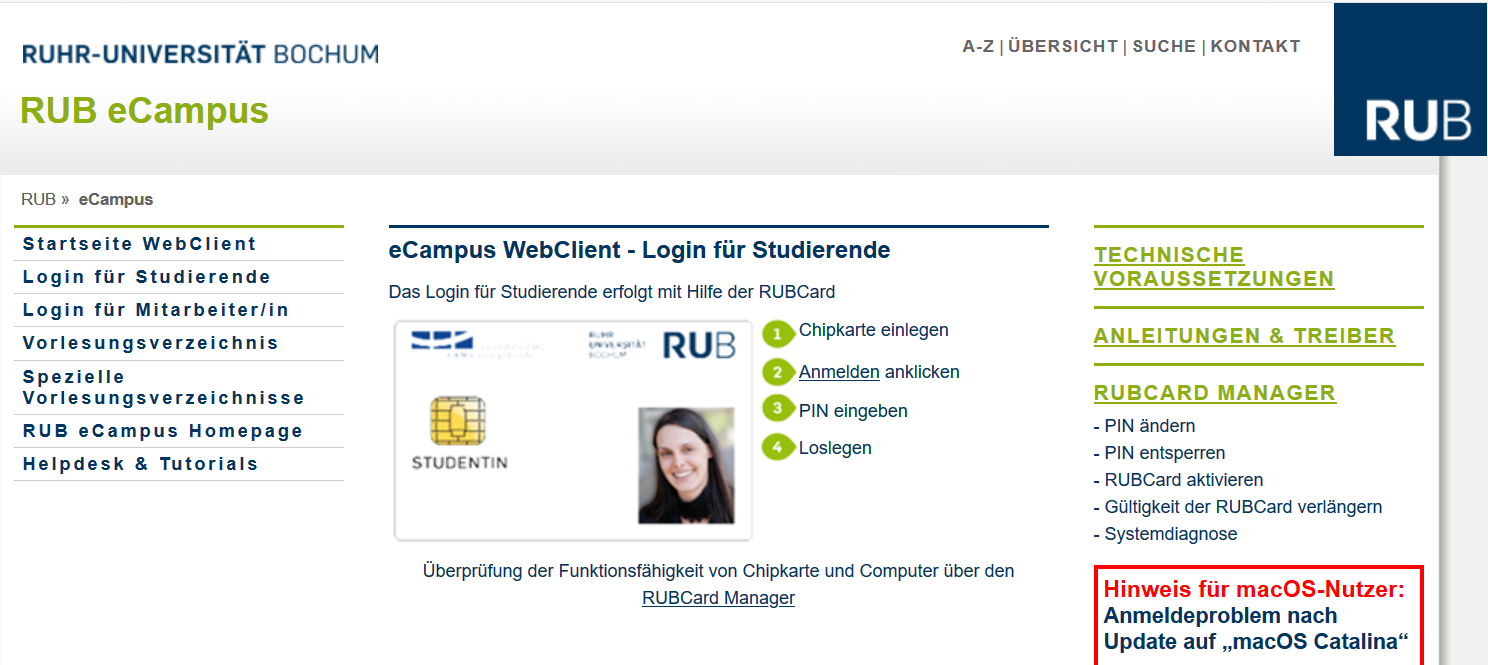 RUHR-UNIVERSITÄT BOCHUM
A-Z | ÜBERSICHT | SUCHE | KONTAKT
RUB eCampus
RUB
RUB » eCampus
Startseite WebClient
Login für Studierende
Login für Mitarbeiter/in
Vorlesungsverzeichnis
Spezielle
Vorlesungsverzeichnisse
RUB eCampus Homepage
Helpdesk & Tutorials
eCampus WebClient - Login für Studierende
Das Login für Studierende erfolgt mit Hilfe der RUBCard
RUHR
UNIVERSITÄT
BOCHUM
RUB
STUDENTIN
1 Chipkarte einlegen
2 Anmelden anklicken
3 PIN eingeben
4 Loslegen
Überprüfung der Funktionsfähigkeit von Chipkarte und Computer über den
RUBCard Manager
TECHNISCHE
VORAUSSETZUNGEN
ANLEITUNGEN & TREIBER
RUBCARD MANAGER
- PIN ändern
- PIN entsperren
- RUBCard aktivieren
- Gültigkeit der RUBCard verlängern
- Systemdiagnose
Hinweis für macOS-Nutzer:
Anmeldeproblem nach
Update auf „macOS Catalina“